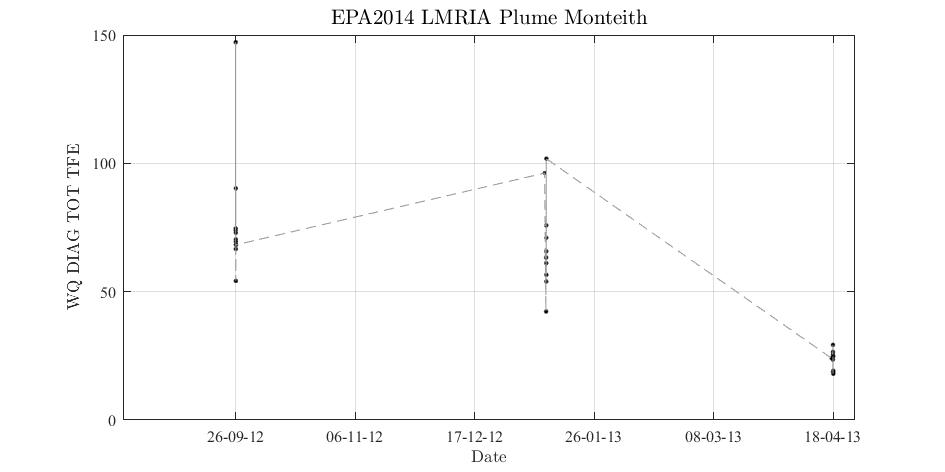 EPA2014 LMRIA Plume Monteith
150
100
50
0
WQ DIAG TOT TFE
26-09-12 06-11-12 17-12-12 26-01-13 08-03-13 18-04-13
Date